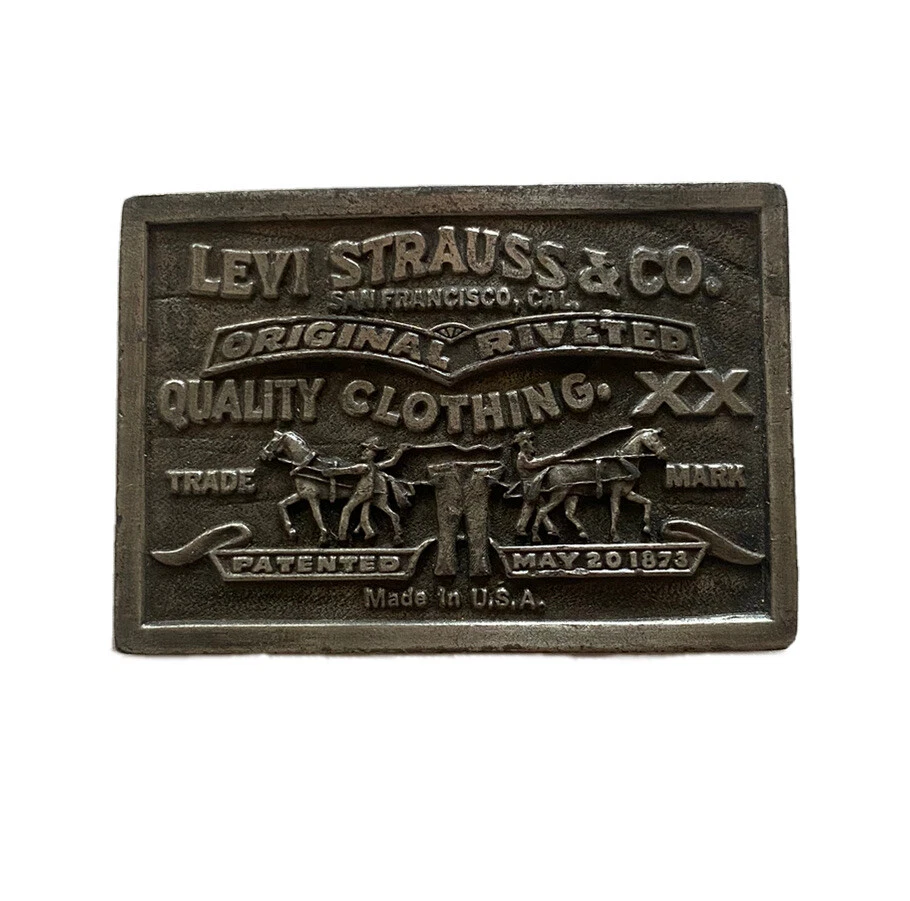 LEVI STRAUSS & CO.
SAN FRANCISCO, CAL.
ORIGINAL RIVETED
QUALITY CLOTHING. XX
TRADE MARK
PATENTED MAY 20 1873
Made in U.S.A.